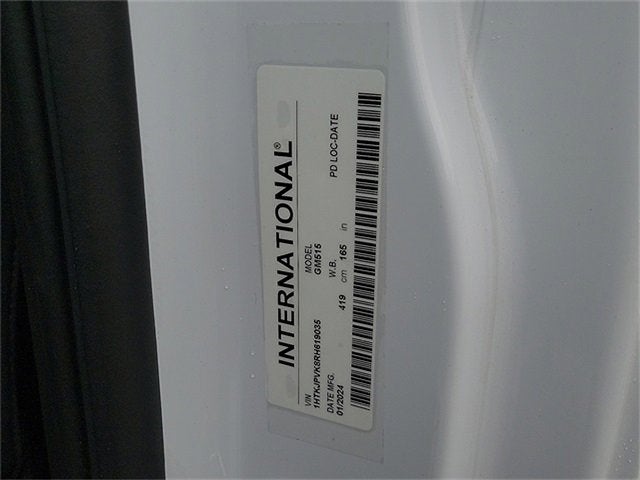 INTERNATIONAL®
VIN MODEL
1HTKJPVK8RH619035 GM515
DATE MFG. W.B. PD LOC-DATE
01/2024 419 cm 165 in